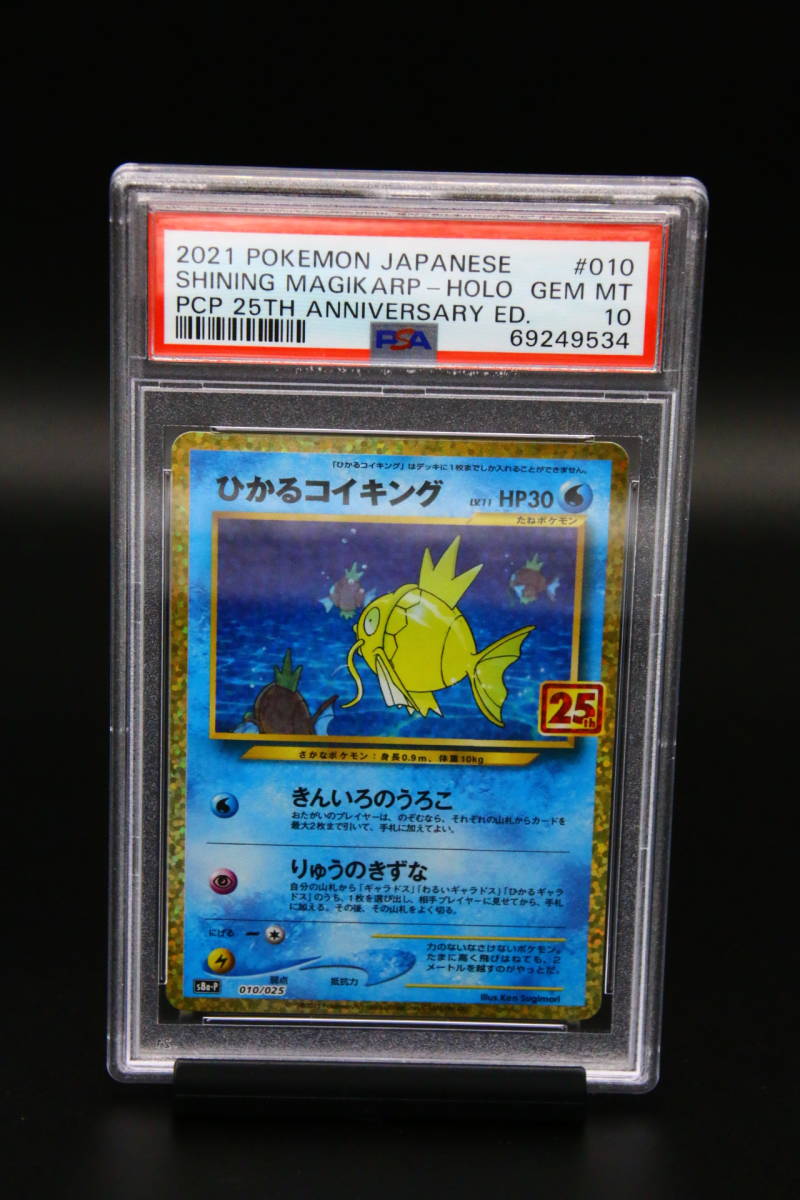 2021 POKEMON JAPANESE #010
SHINING MAGIKARP - HOLO GEM MT
PCP 25TH ANNIVERSARY ED. 10
PSA 69249534
「ひかるコイキング」はデッキに1枚までしか入れることができません。
ひかるコイキング LV.11 HP30
たねポケモン
25th
さかなポケモン：身長0.9m、体重10kg
きんいろのうろこ
おたがいのプレイヤーは、のぞむなら、それぞれの山札からカードを
最大2枚まで引いて、手札に加えてよい。
りゅうのきずな
自分の山札から「ギャラドス」「わるいギャラドス」「ひかるギャラ
ドス」のうち、1枚を選び出し、相手プレイヤーに見せてから、手札
に加える。その後、その山札をよく切る。
にげる
力のないなさけないポケモン。
たまに高く飛びはねても、2
メートルを越すのがやっとだ。
弱点 抵抗力
s8a-P 010/025
Illus.Ken Sugimori